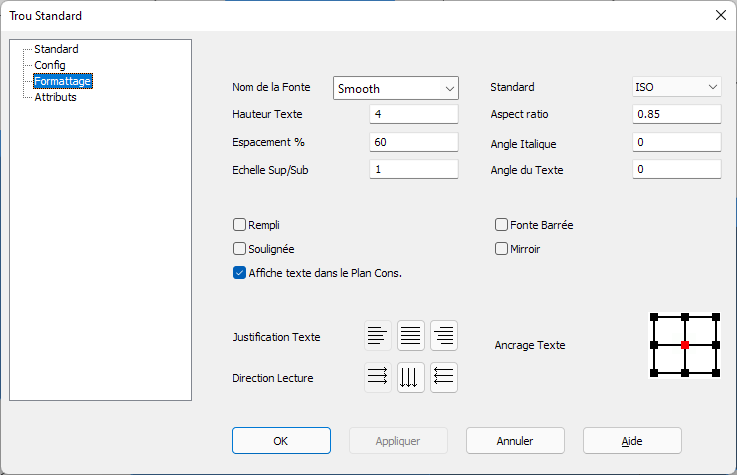 Trou Standard
Standard
Config
Formattage
Attributs
Nom de la Fonte Smooth Standard ISO
Hauteur Texte 4 Aspect ratio 0.85
Espacement % 60 Angle Italique 0
Echelle Sup/Sub 1 Angle du Texte 0
Rempli Fonte Barrée
Soulignée Mirroir
Affiche texte dans le Plan Cons.
Justification Texte Ancrage Texte
Direction Lecture
OK Appliquer Annuler Aide